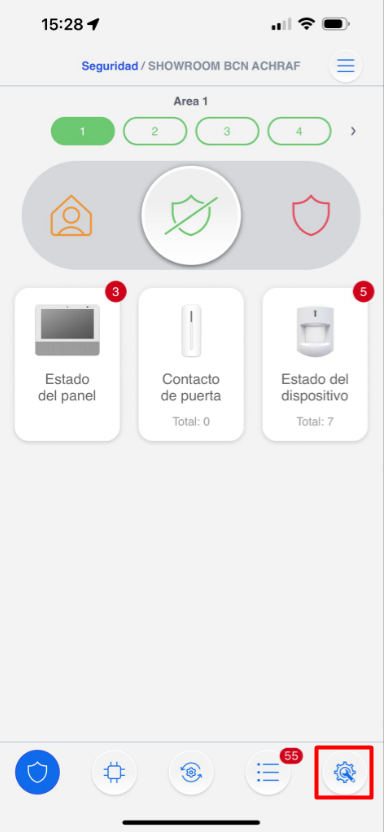 15:28
Seguridad / SHOWROOM BCN ACHRAF
Area 1
1 2 3 4 >
3
5
Estado
del panel
Contacto
de puerta
Total: 0
Estado del
dispositivo
Total: 7
55